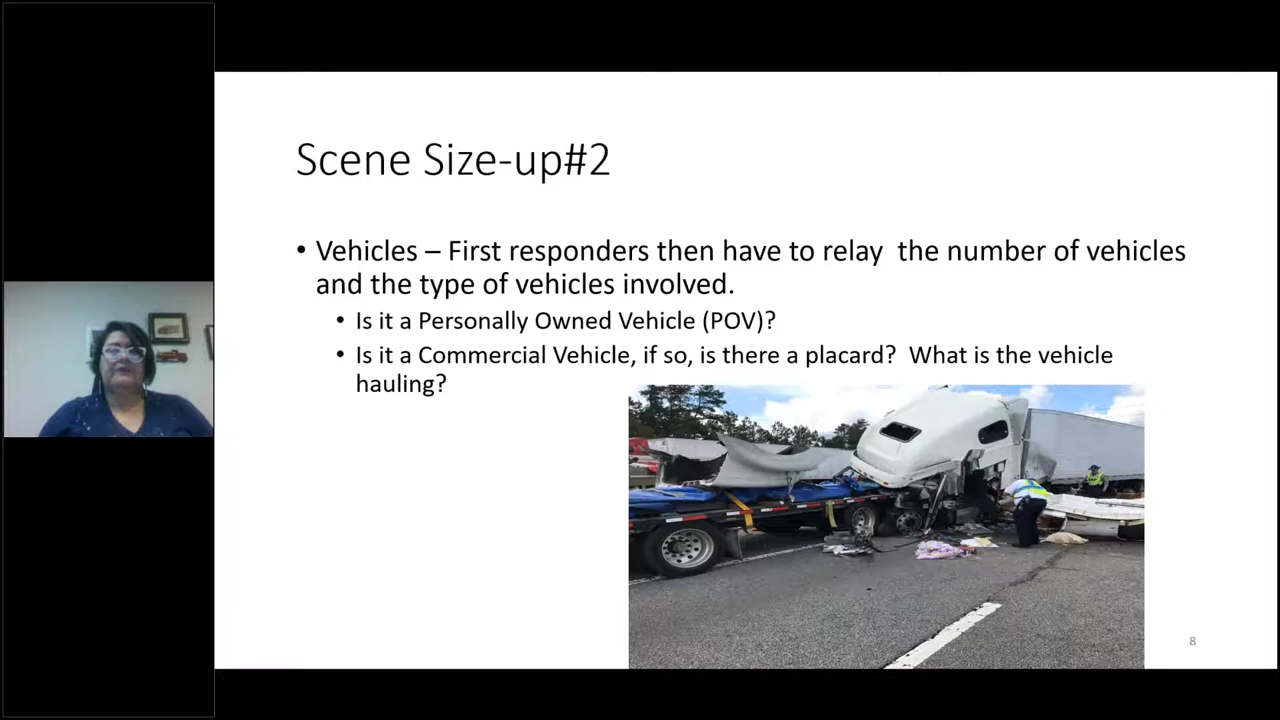 Scene Size-up#2
• Vehicles – First responders then have to relay  the number of vehicles
and the type of vehicles involved.
• Is it a Personally Owned Vehicle (POV)?
• Is it a Commercial Vehicle, if so, is there a placard?  What is the vehicle
hauling?
8